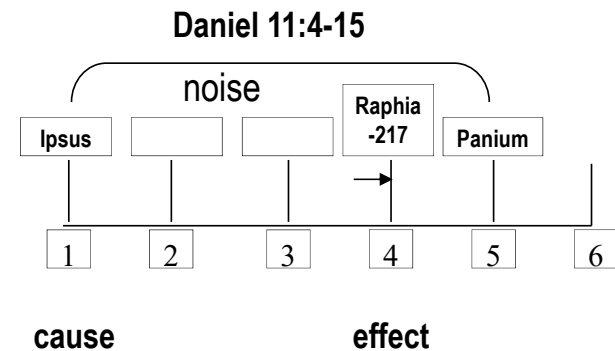 Daniel 11:4-15
noise
Ipsus
Raphia
-217
Panium
1 2 3 4 5 6
cause effect